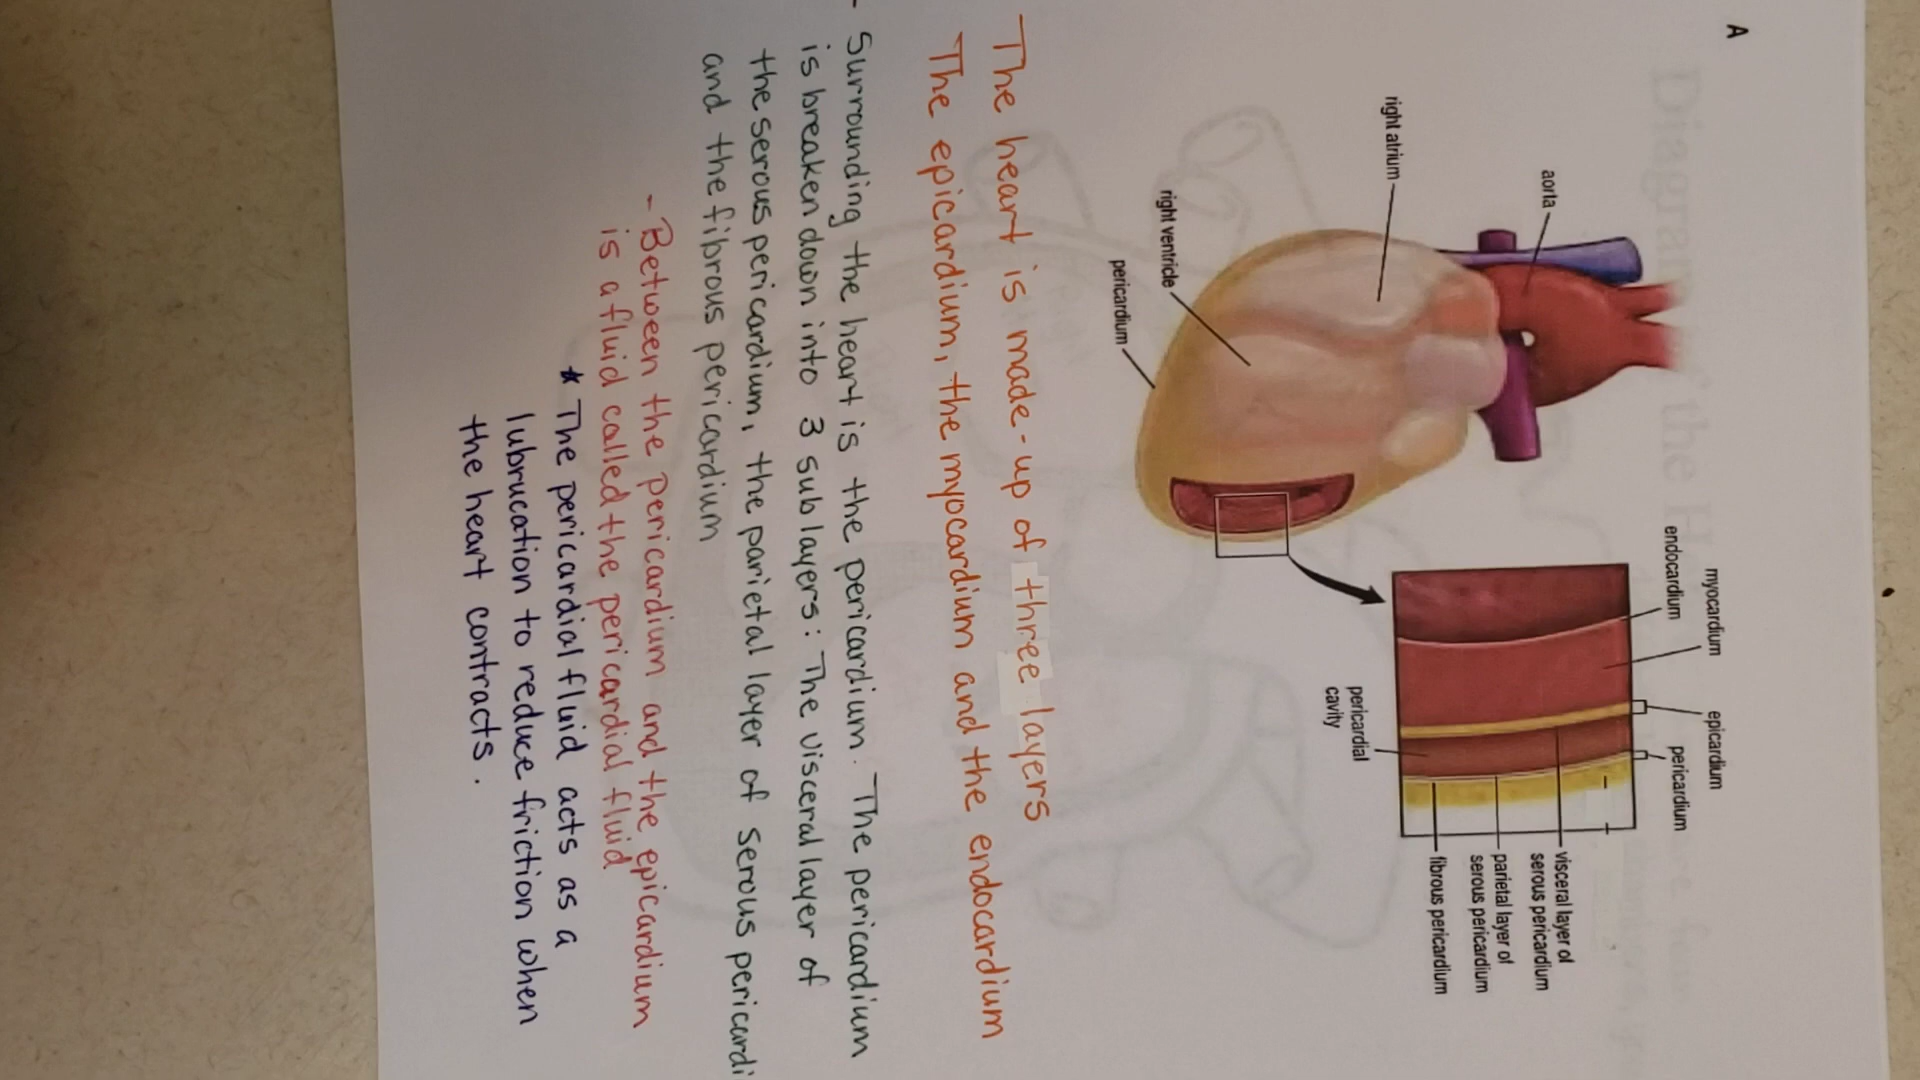 A
aorta
right atrium
right ventricle
pericardium
myocardium
endocardium
epicardium
pericardium
pericardial
cavity
visceral layer of
serous pericardium
parietal layer of
serous pericardium
fibrous pericardium
The heart is made-up of three layers
The epicardium, the myocardium and the endocardium
- Surrounding the heart is the pericardium. The pericardium
is breaken down into 3 sublayers: The visceral layer of
the serous pericardium, the parietal layer of serous pericardi
and the fibrous pericardium
- Between the pericardium and the epicardium
is a fluid called the pericardial fluid
* The pericardial fluid acts as a
lubrucation to reduce friction when
the heart contracts.